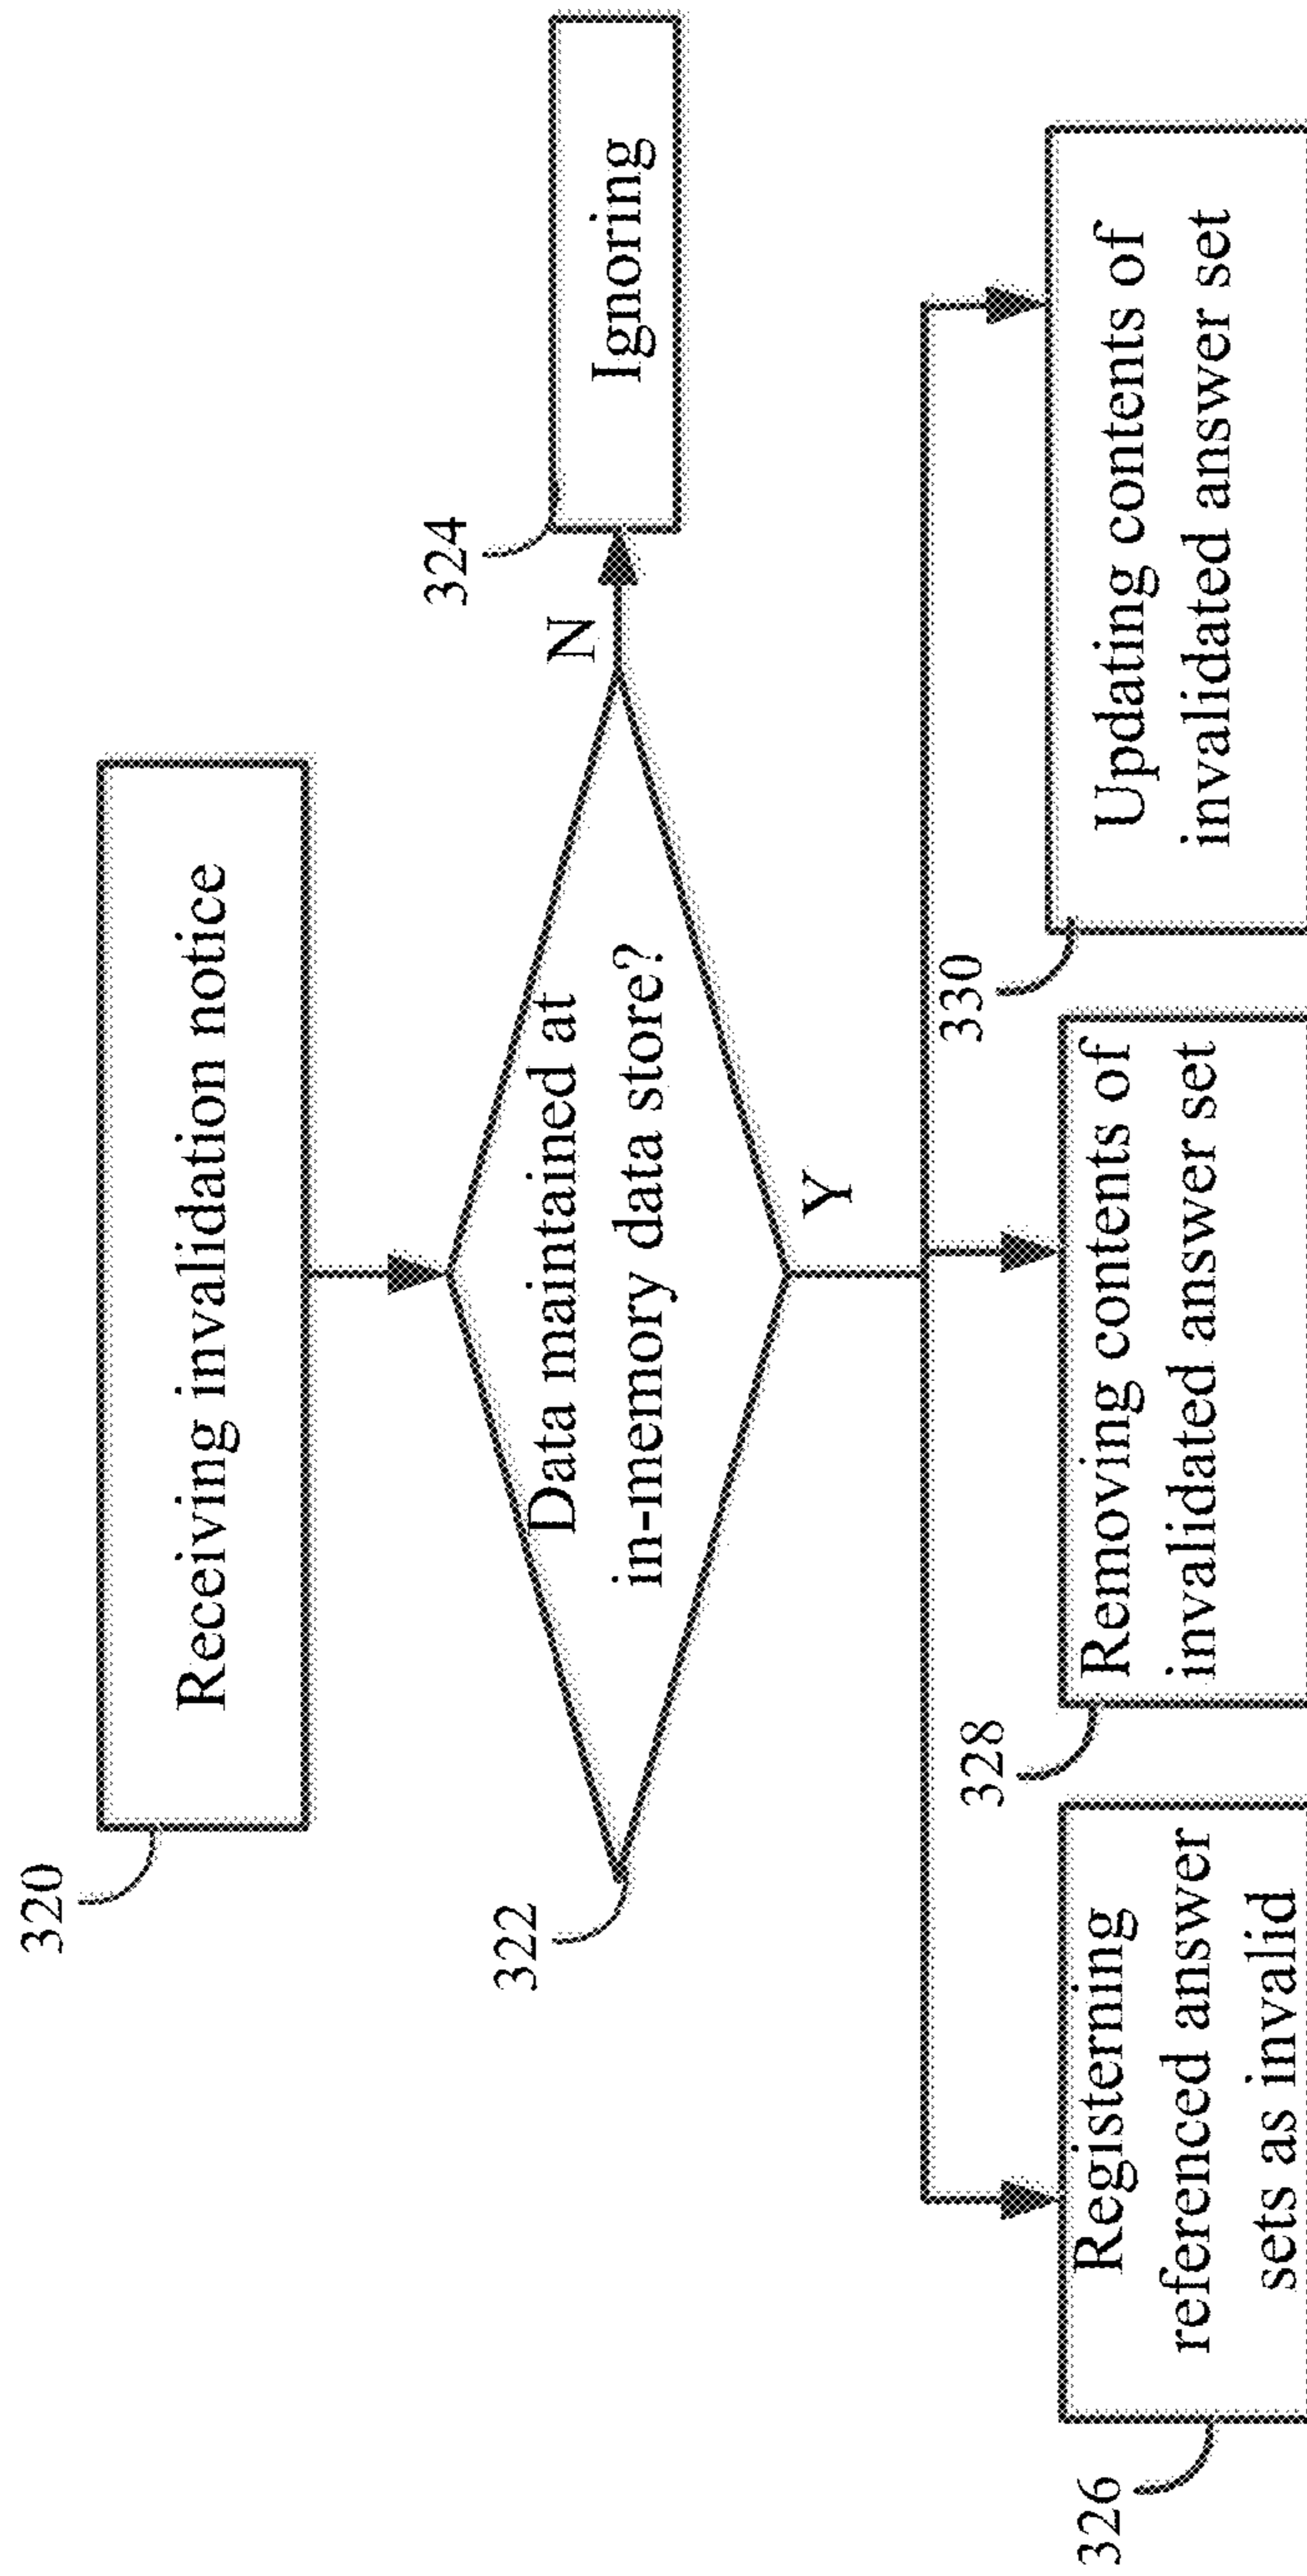 320
Receiving invalidation notice
322
Data maintained at
in-memory data store?
N
324
Ignoring
Y
326
Registerning
referenced answer
sets as invalid
328
Removing contents of
invalidated answer set
330
Updating contents of
invalidated answer set